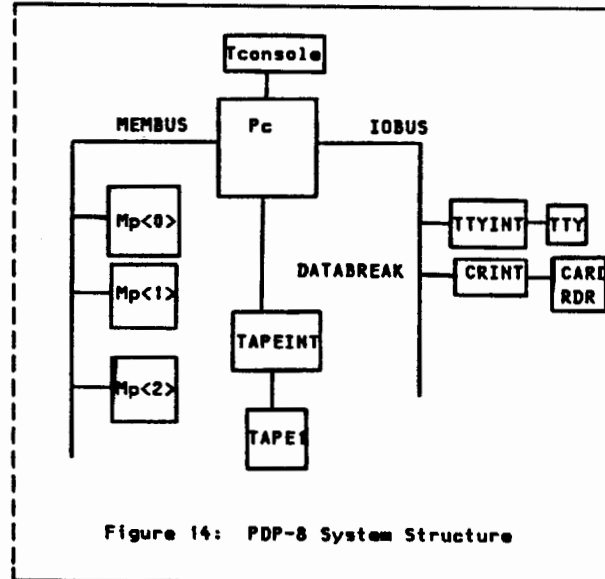 Tconsole
MEMBUS
Pc
IOBUS
Mp<0>
TTYINT
TTY
DATABREAK
CRINT
CARD
RDR
Mp<1>
TAPEINT
Mp<2>
TAPE1
Figure 14: PDP-8 System Structure